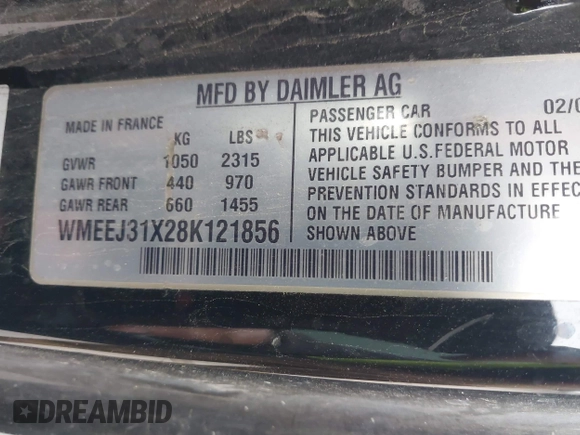 MFD BY DAIMLER AG
MADE IN FRANCE
KG LBS
GVWR 1050 2315
GAWR FRONT 440 970
GAWR REAR 660 1455
WMEEJ31X28K121856
PASSENGER CAR 02/0
THIS VEHICLE CONFORMS TO ALL
APPLICABLE U.S.FEDERAL MOTOR
VEHICLE SAFETY BUMPER AND THE
PREVENTION STANDARDS IN EFFEC
ON THE DATE OF MANUFACTURE
SHOWN ABOVE
DREAMBID